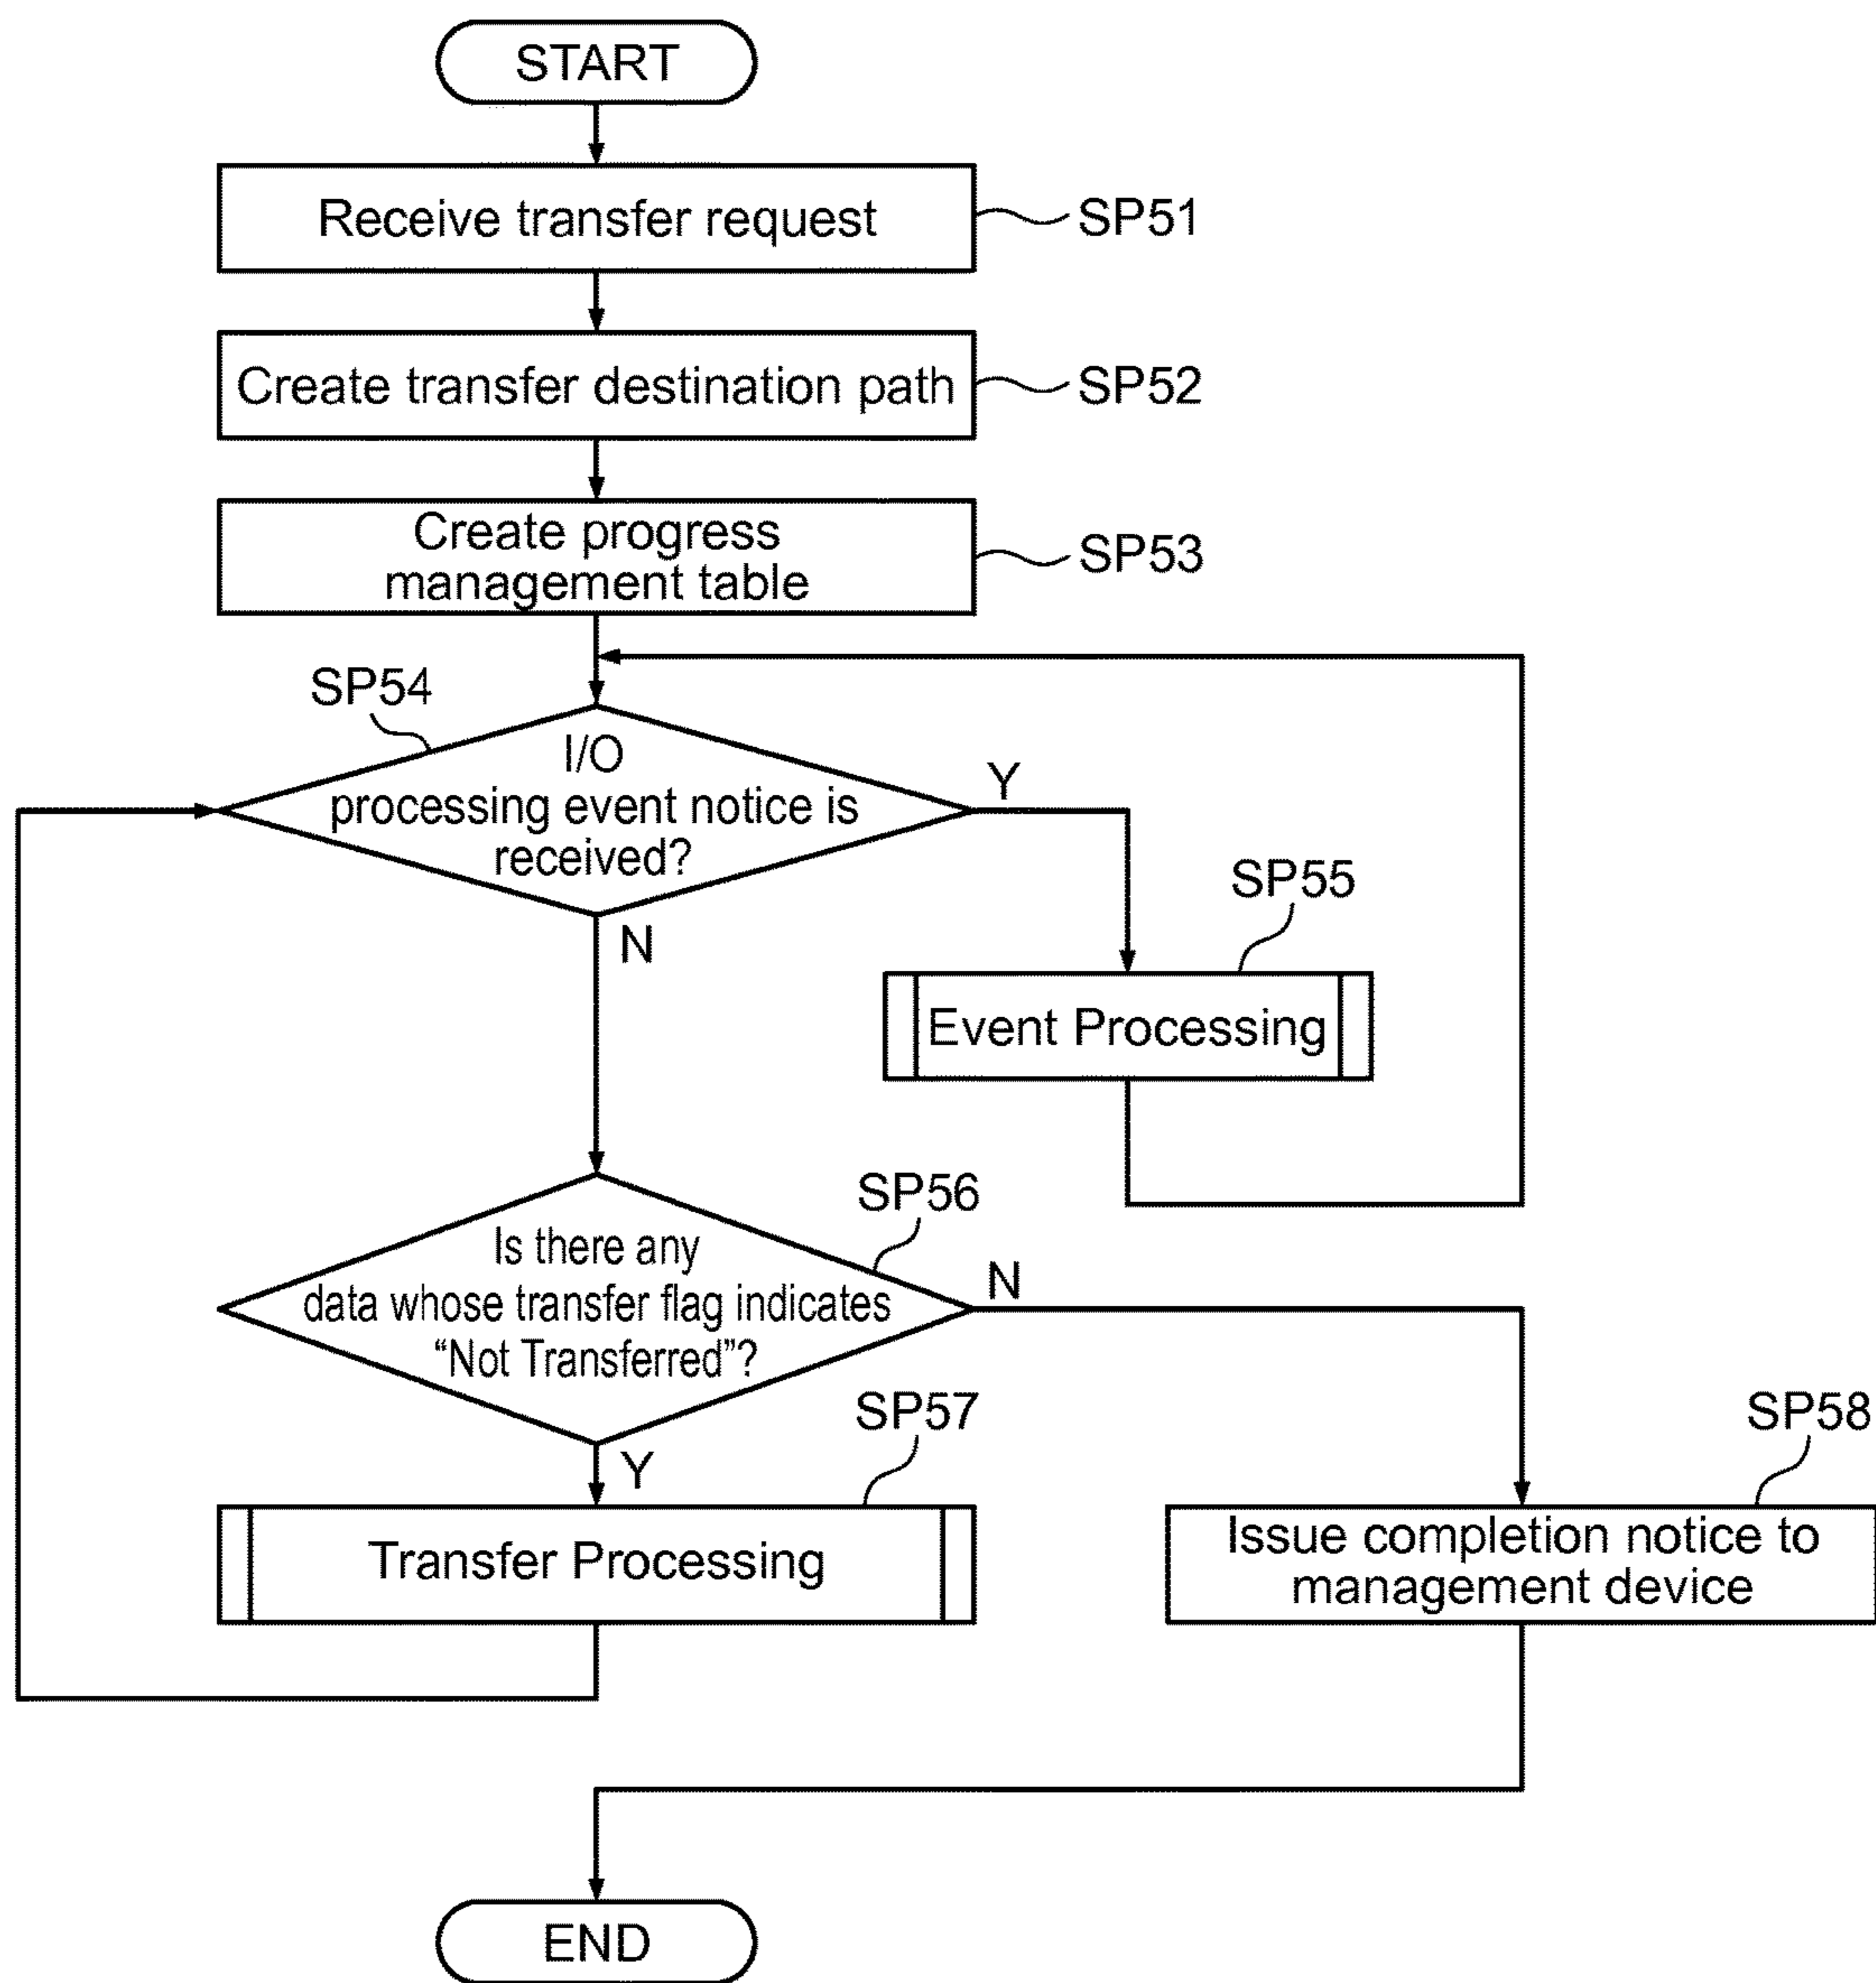 START
Receive transfer request
SP51
Create transfer destination path
SP52
Create progress
management table
SP53
SP54
I/O
processing event notice is
received?
Y
N
SP55
Event Processing
SP56
Is there any
data whose transfer flag indicates
“Not Transferred”?
N
Y
SP57
Transfer Processing
SP58
Issue completion notice to
management device
END